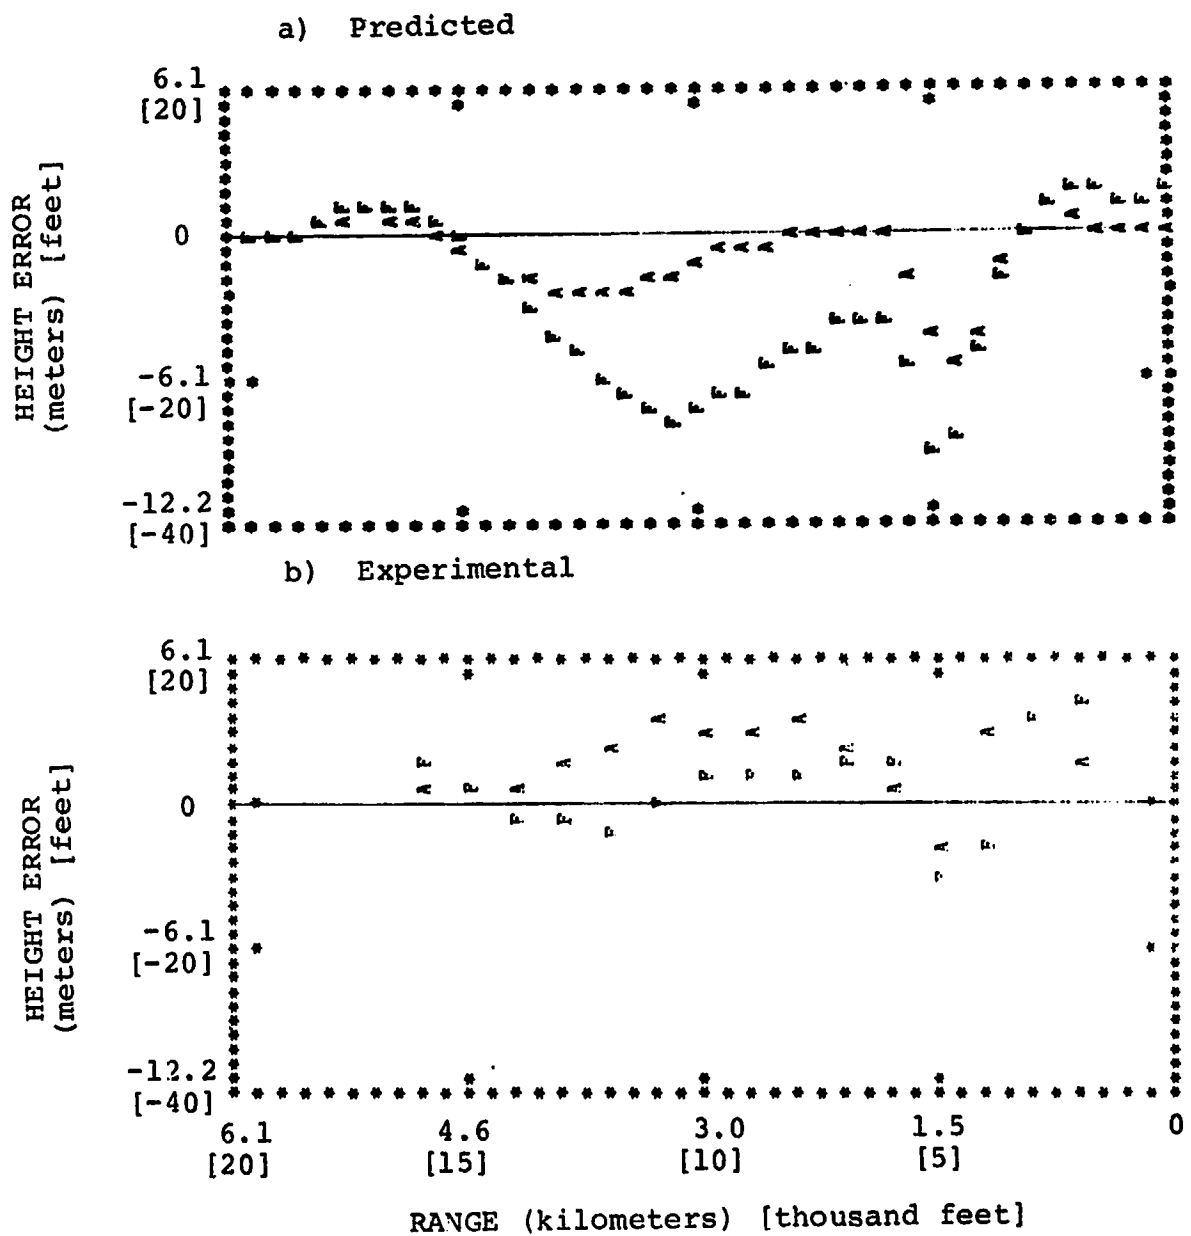 a) Predicted
6.1
[20]
0
-6.1
[-20]
-12.2
[-40]
HEIGHT ERROR
(meters) [feet]
b) Experimental
6.1
[20]
0
-6.1
[-20]
-12.2
[-40]
HEIGHT ERROR
(meters) [feet]
6.1 4.6 3.0 1.5 0
[20] [15] [10] [5]
RANGE (kilometers) [thousand feet]